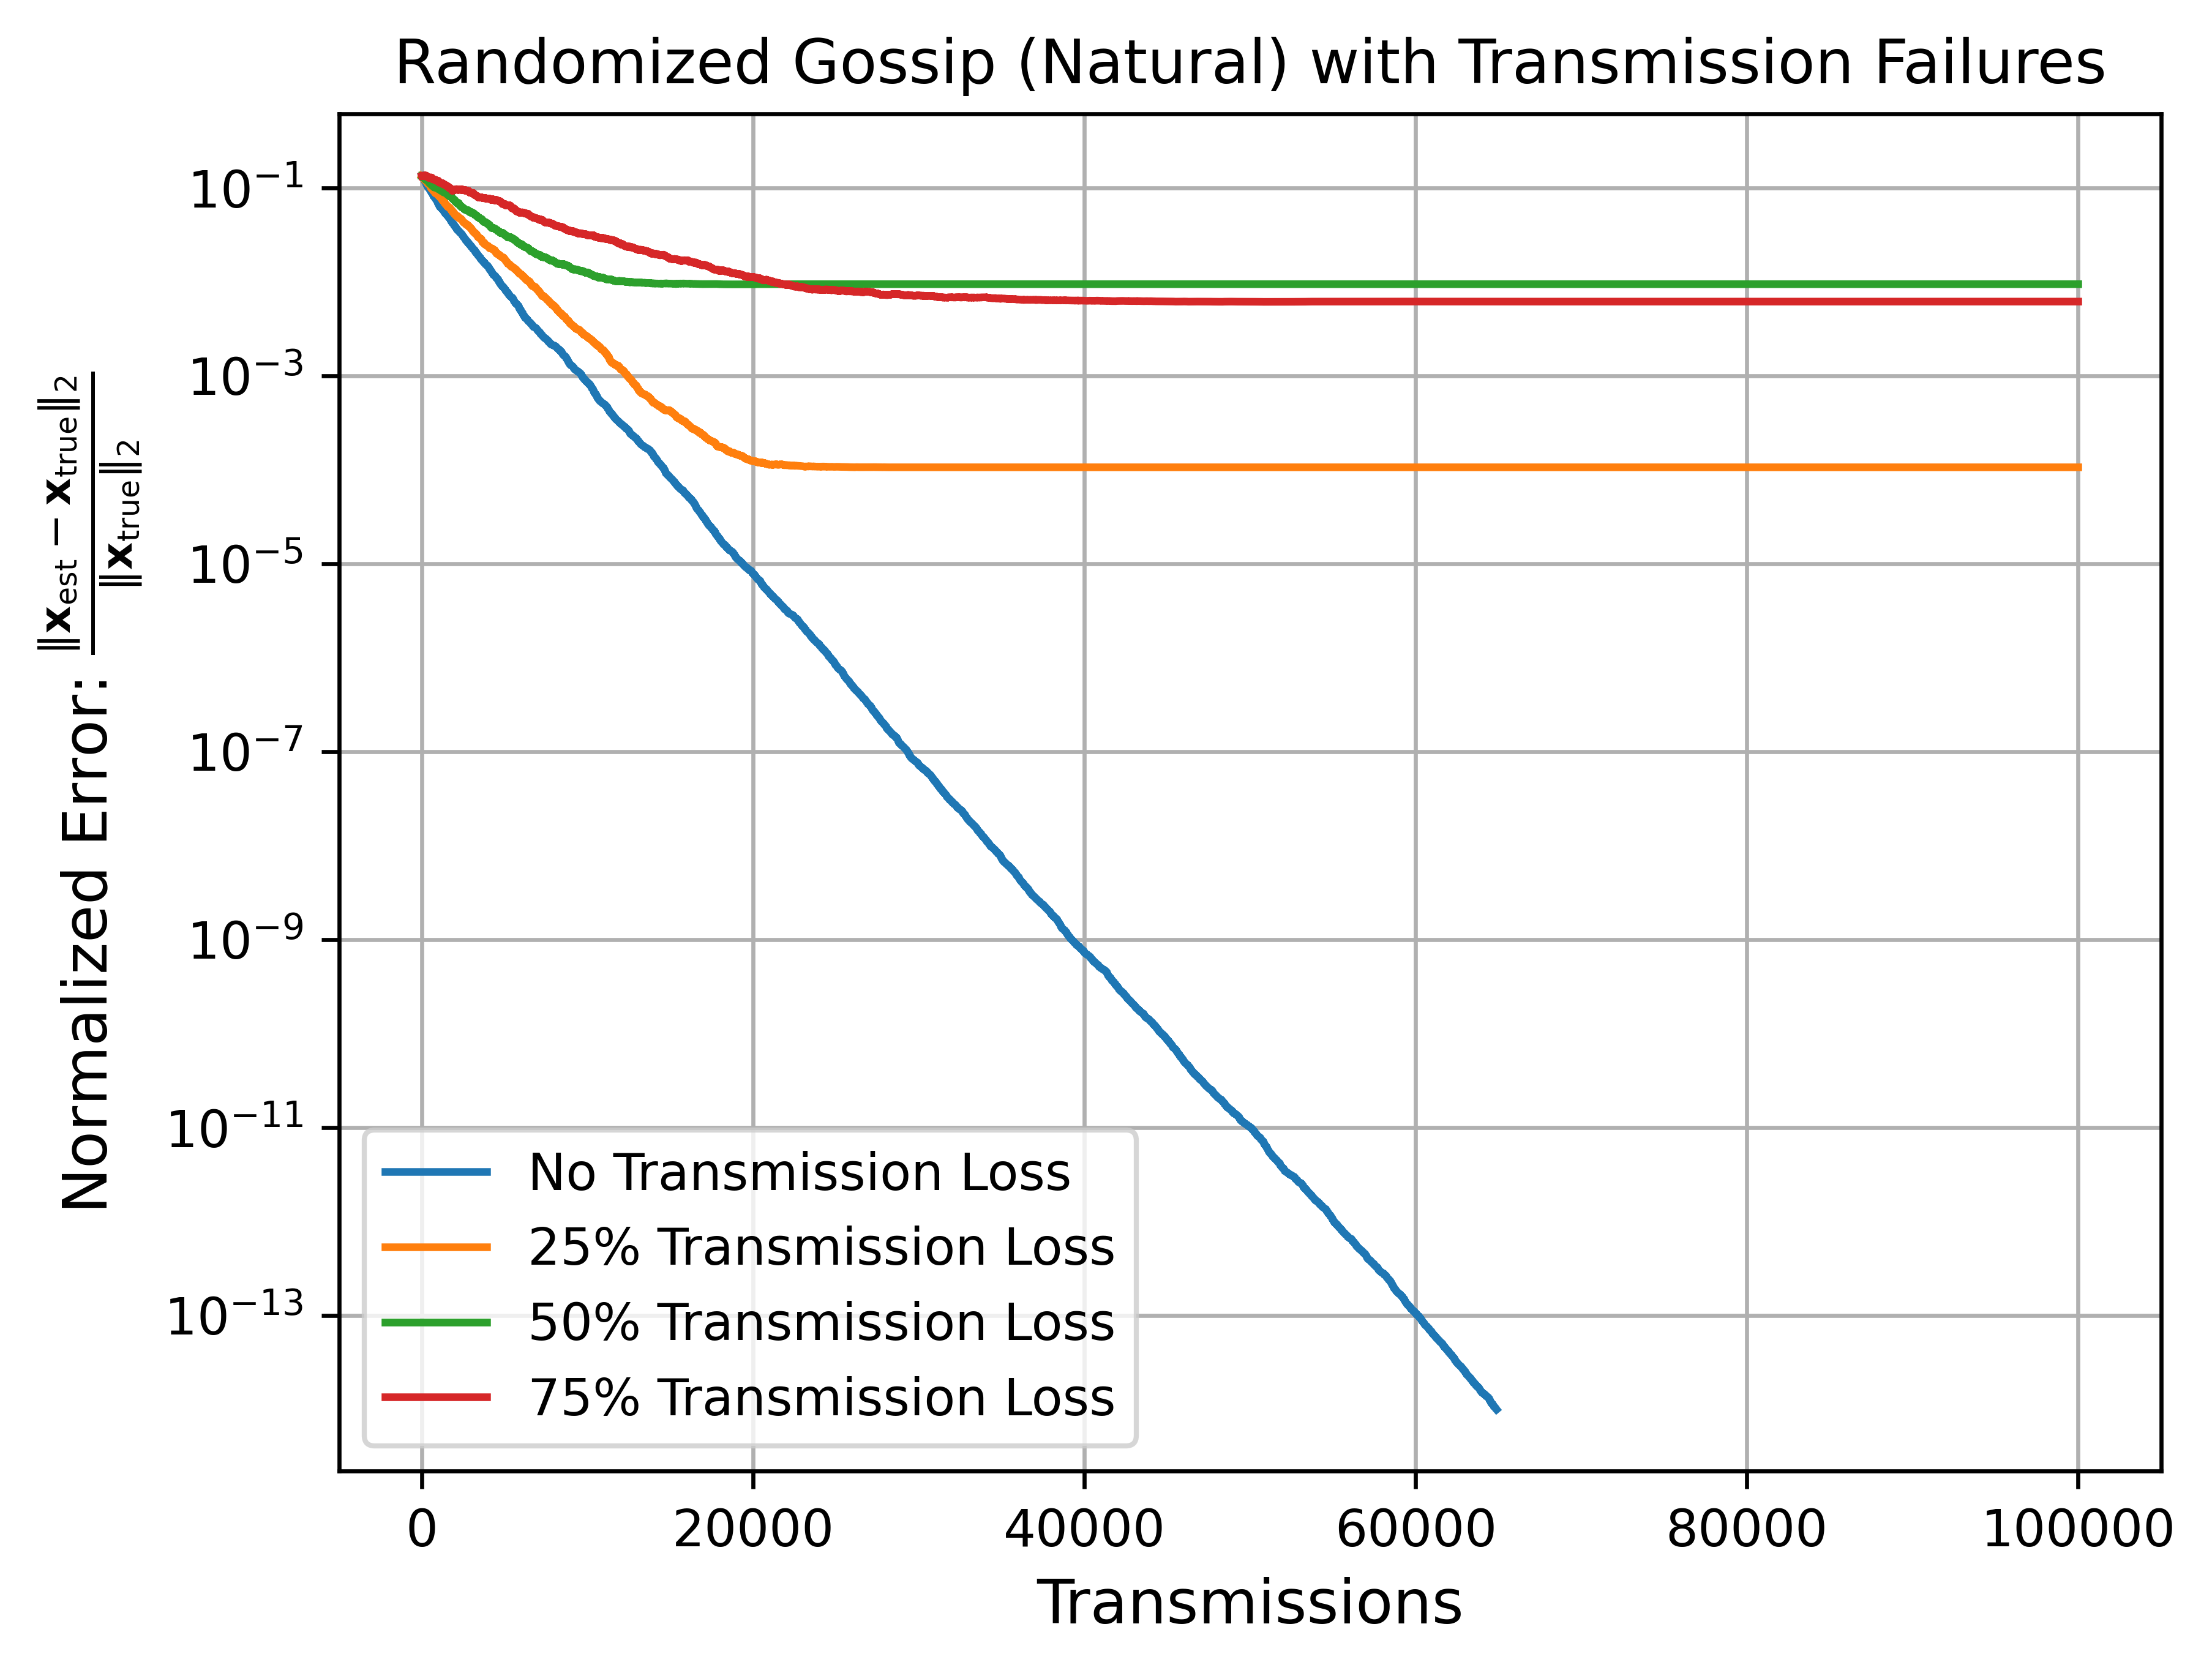 Randomized Gossip (Natural) with Transmission Failures
Normalized Error: ‖x_est − x_true‖₂ / ‖x_true‖₂
10⁻¹
10⁻³
10⁻⁵
10⁻⁷
10⁻⁹
10⁻¹¹
10⁻¹³
No Transmission Loss
25% Transmission Loss
50% Transmission Loss
75% Transmission Loss
0 20000 40000 60000 80000 100000
Transmissions